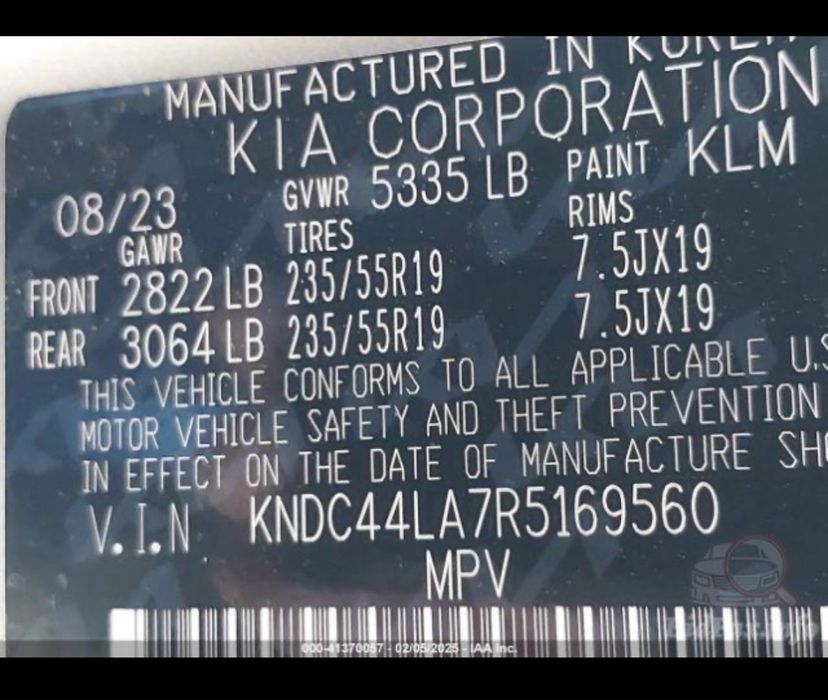 MANUFACTURED IN KOREA
KIA CORPORATION
08/23 GVWR 5335 LB PAINT KLM
GAWR TIRES RIMS
FRONT 2822 LB 235/55R19 7.5JX19
REAR 3064 LB 235/55R19 7.5JX19
THIS VEHICLE CONFORMS TO ALL APPLICABLE U.S
MOTOR VEHICLE SAFETY AND THEFT PREVENTION
IN EFFECT ON THE DATE OF MANUFACTURE SHO
V.I.N KNDC44LA7R5169560
MPV
000-41370057 - 02/05/2025 - IAA Inc.